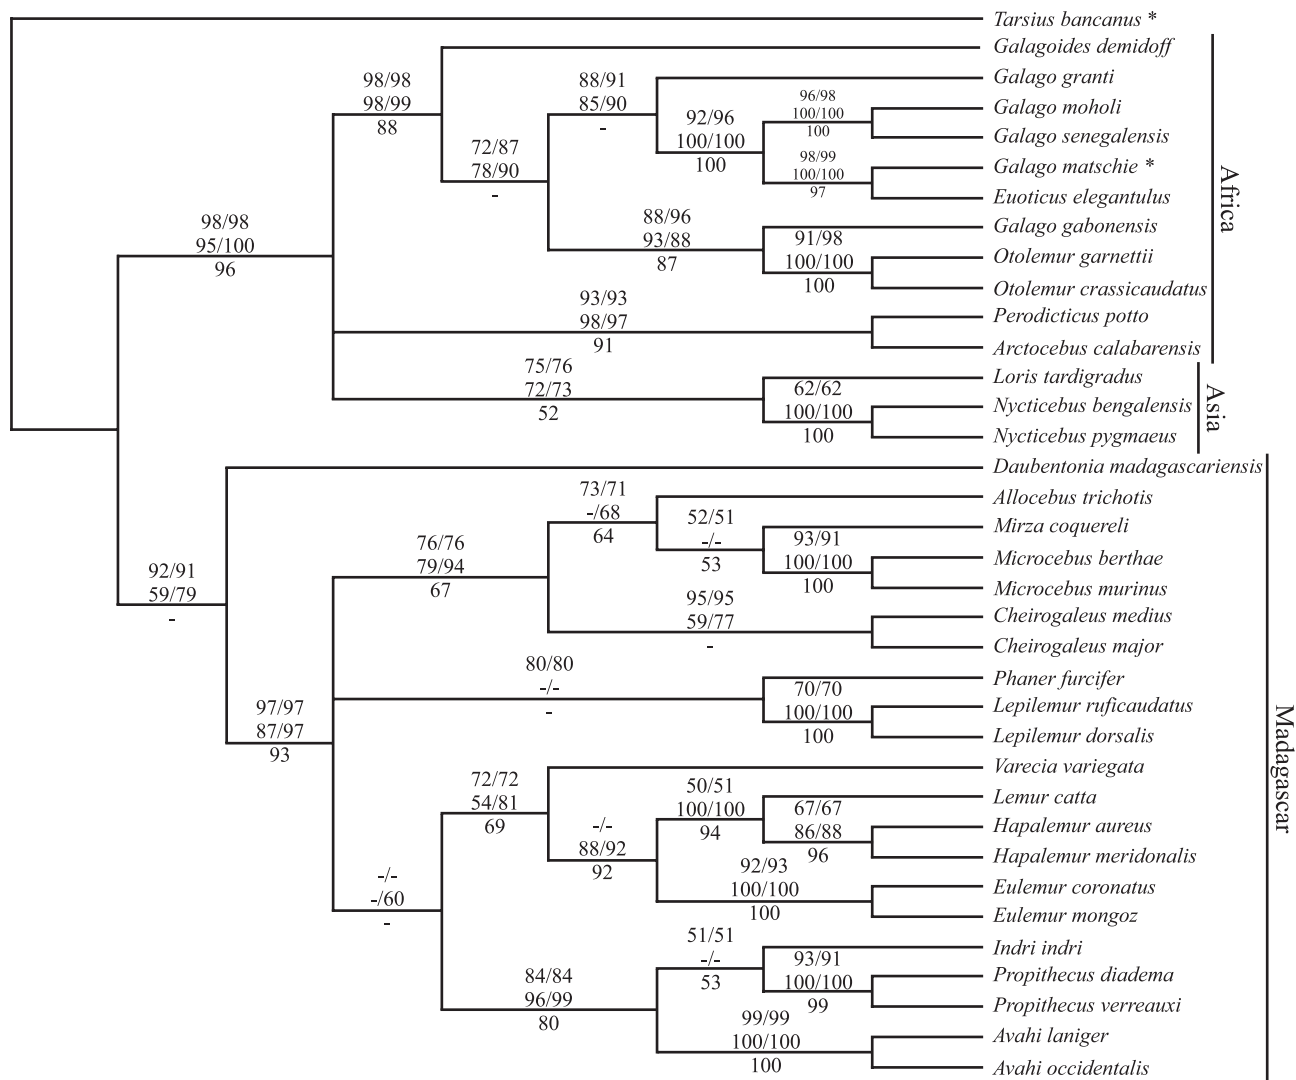 Tarsius bancanus *
Galagoides demidoff
98/98
98/99
88
88/91
85/90
-
Galago granti
96/98
100/100
100
Galago moholi
92/96
100/100
100
Galago senegalensis
72/87
78/90
-
98/99
100/100
97
Galago matschie *
Euoticus elegantulus
98/98
95/100
96
88/96
93/88
87
Galago gabonensis
91/98
100/100
100
Otolemur garnettii
Otolemur crassicaudatus
Africa
93/93
98/97
91
Perodicticus potto
Arctocebus calabarensis
75/76
72/73
52
Loris tardigradus
62/62
100/100
100
Nycticebus bengalensis
Nycticebus pygmaeus
Asia
Daubentonia madagascariensis
73/71
-/68
64
Allocebus trichotis
52/51
-/-
53
Mirza coquereli
76/76
79/94
67
93/91
100/100
100
Microcebus berthae
Microcebus murinus
92/91
59/79
-
95/95
59/77
-
Cheirogaleus medius
Cheirogaleus major
80/80
-/-
-
Phaner furcifer
70/70
100/100
100
Lepilemur ruficaudatus
Lepilemur dorsalis
97/97
87/97
93
Madagascar
72/72
54/81
69
Varecia variegata
50/51
100/100
94
Lemur catta
-/-
88/92
92
67/67
86/88
96
Hapalemur aureus
Hapalemur meridonalis
92/93
100/100
100
Eulemur coronatus
Eulemur mongoz
-/-
-/60
-
51/51
-/-
53
Indri indri
93/91
100/100
99
Propithecus diadema
Propithecus verreauxi
84/84
96/99
80
99/99
100/100
100
Avahi laniger
Avahi occidentalis